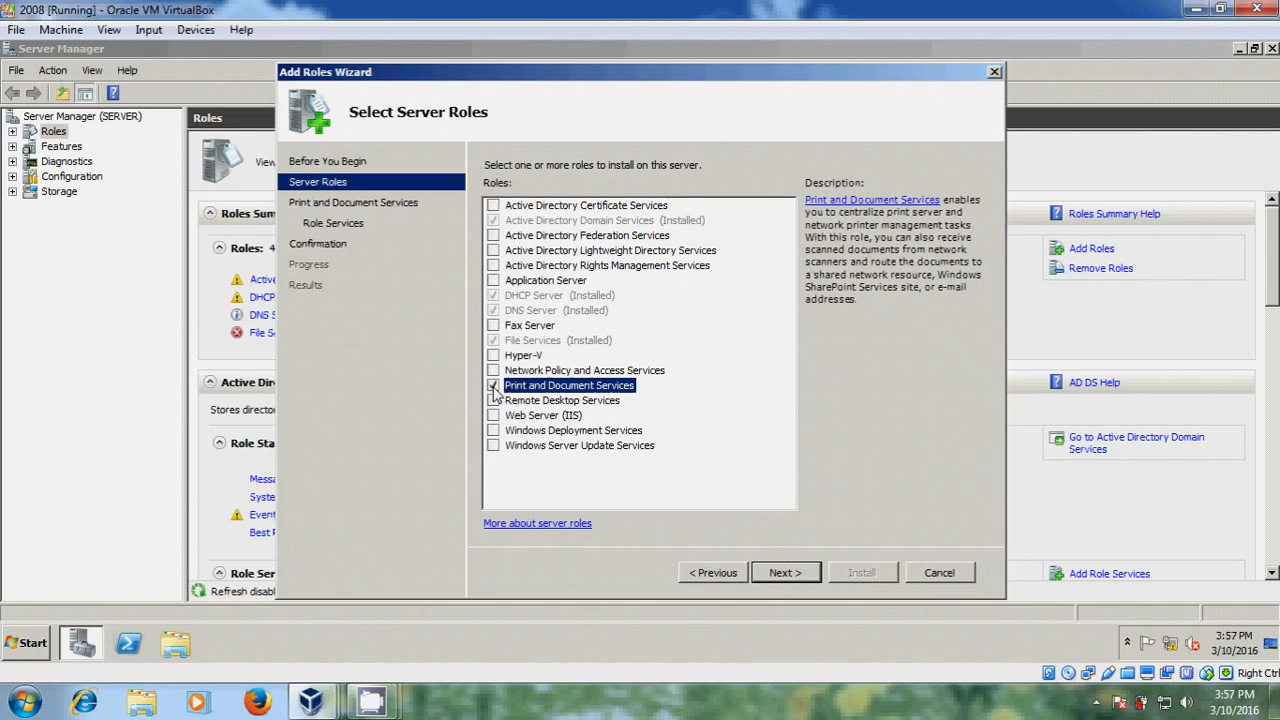 2008 [Running] - Oracle VM VirtualBox
File Machine View Input Devices Help
Server Manager
File Action View Help
Server Manager (SERVER)
Roles
Features
Diagnostics
Configuration
Storage
Roles
View
Roles Sum
Roles: 4
Active
DHCP
DNS S
File S
Active Dir
Stores director
Role Sta
Messa
System
Event
Best P
Role Ser
Refresh disabl
Add Roles Wizard
Select Server Roles
Before You Begin
Server Roles
Print and Document Services
Role Services
Confirmation
Progress
Results
Select one or more roles to install on this server.
Roles:
Active Directory Certificate Services
Active Directory Domain Services (Installed)
Active Directory Federation Services
Active Directory Lightweight Directory Services
Active Directory Rights Management Services
Application Server
DHCP Server (Installed)
DNS Server (Installed)
Fax Server
File Services (Installed)
Hyper-V
Network Policy and Access Services
Print and Document Services
Remote Desktop Services
Web Server (IIS)
Windows Deployment Services
Windows Server Update Services
More about server roles
Description:
Print and Document Services enables
you to centralize print server and
network printer management tasks.
With this role, you can also receive
scanned documents from network
scanners and route the documents to
a shared network resource, Windows
SharePoint Services site, or e-mail
addresses.
< Previous Next > Install Cancel
Roles Summary Help
Add Roles
Remove Roles
AD DS Help
Go to Active Directory Domain
Services
Add Role Services
Start
3:57 PM
3/10/2016
Right Ctrl
3:57 PM
3/10/2016